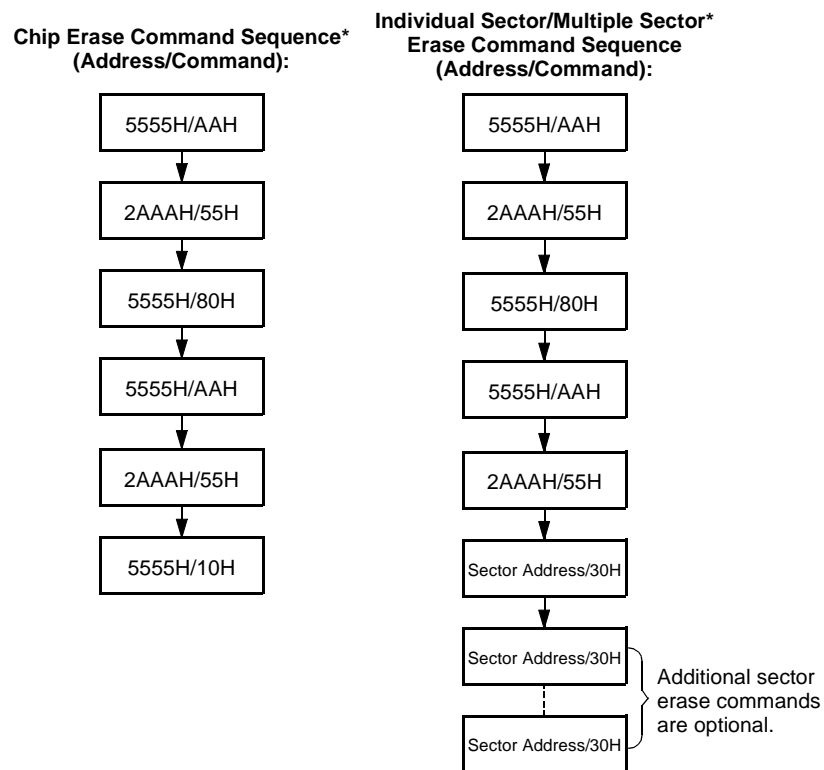 Chip Erase Command Sequence*
(Address/Command):
5555H/AAH
2AAAH/55H
5555H/80H
5555H/AAH
2AAAH/55H
5555H/10H
Individual Sector/Multiple Sector*
Erase Command Sequence
(Address/Command):
5555H/AAH
2AAAH/55H
5555H/80H
5555H/AAH
2AAAH/55H
Sector Address/30H
Sector Address/30H
Sector Address/30H
Additional sector
erase commands
are optional.